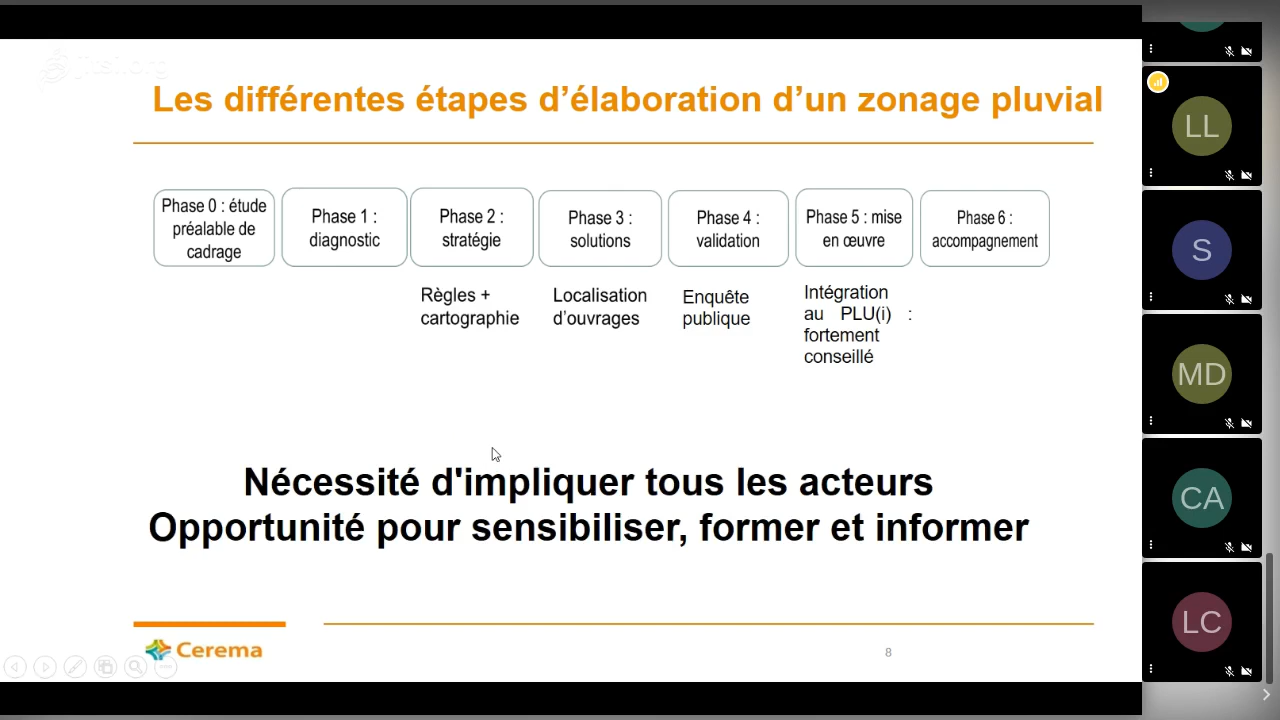 Les différentes étapes d’élaboration d’un zonage pluvial
Phase 0 : étude
préalable de
cadrage
Phase 1 :
diagnostic
Phase 2 :
stratégie
Phase 3 :
solutions
Phase 4 :
validation
Phase 5 : mise
en œuvre
Phase 6 :
accompagnement
Règles +
cartographie
Localisation
d’ouvrages
Enquête
publique
Intégration
au PLU(i) :
fortement
conseillé
Nécessité d'impliquer tous les acteurs
Opportunité pour sensibiliser, former et informer
Cerema
8
LL
S
MD
CA
LC